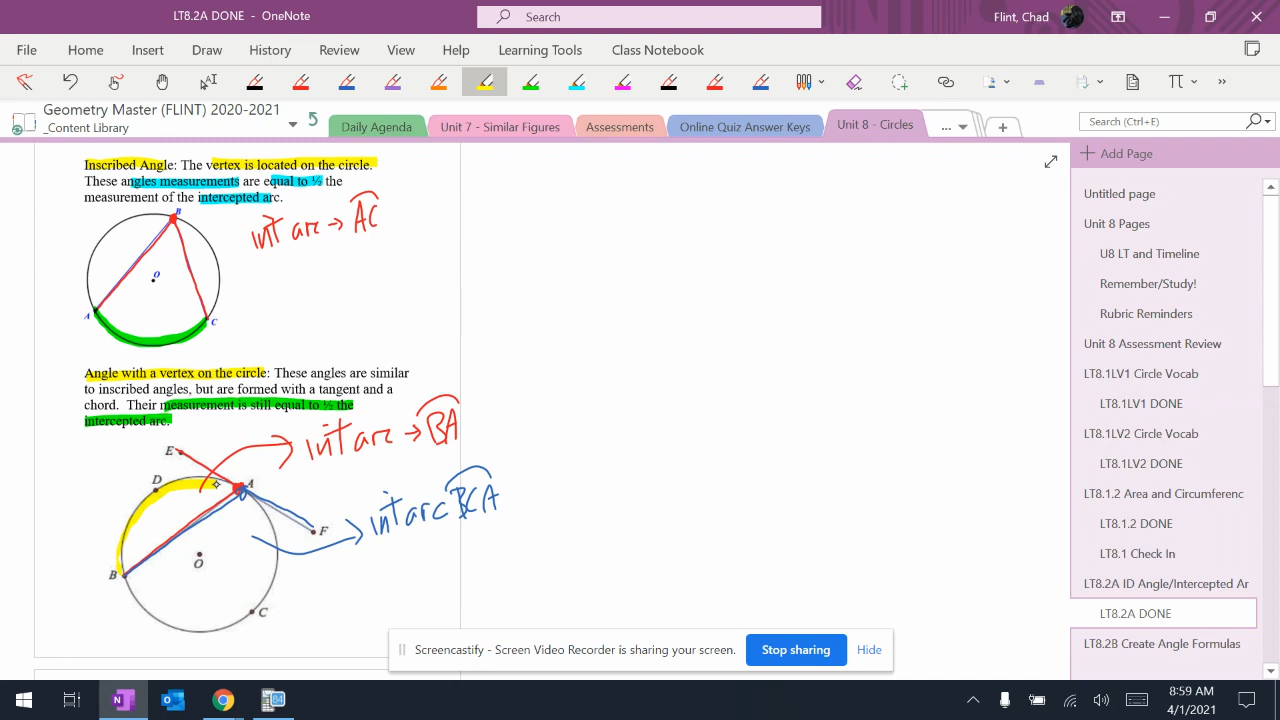 LT8.2A DONE - OneNote
Search
Flint, Chad
File Home Insert Draw History Review View Help Learning Tools Class Notebook
Geometry Master (FLINT) 2020-2021
_Content Library
Daily Agenda
Unit 7 - Similar Figures
Assessments
Online Quiz Answer Keys
Unit 8 - Circles
...
Search (Ctrl+E)
Inscribed Angle: The vertex is located on the circle.
These angles measurements are equal to ½ the
measurement of the intercepted arc.
B
int arc → AC
O
A
C
Angle with a vertex on the circle: These angles are similar
to inscribed angles, but are formed with a tangent and a
chord. Their measurement is still equal to ½ the
intercepted arc.
int arc → BA
E
D
A
int arc BCA
F
O
B
C
Add Page
Untitled page
Unit 8 Pages
U8 LT and Timeline
Remember/Study!
Rubric Reminders
Unit 8 Assessment Review
LT8.1LV1 Circle Vocab
LT8.1LV1 DONE
LT8.1LV2 Circle Vocab
LT8.1LV2 DONE
LT8.1.2 Area and Circumferenc
LT8.1.2 DONE
LT8.1 Check In
LT8.2A ID Angle/Intercepted Ar
LT8.2A DONE
LT8.2B Create Angle Formulas
Screencastify - Screen Video Recorder is sharing your screen.
Stop sharing
Hide
8:59 AM
4/1/2021